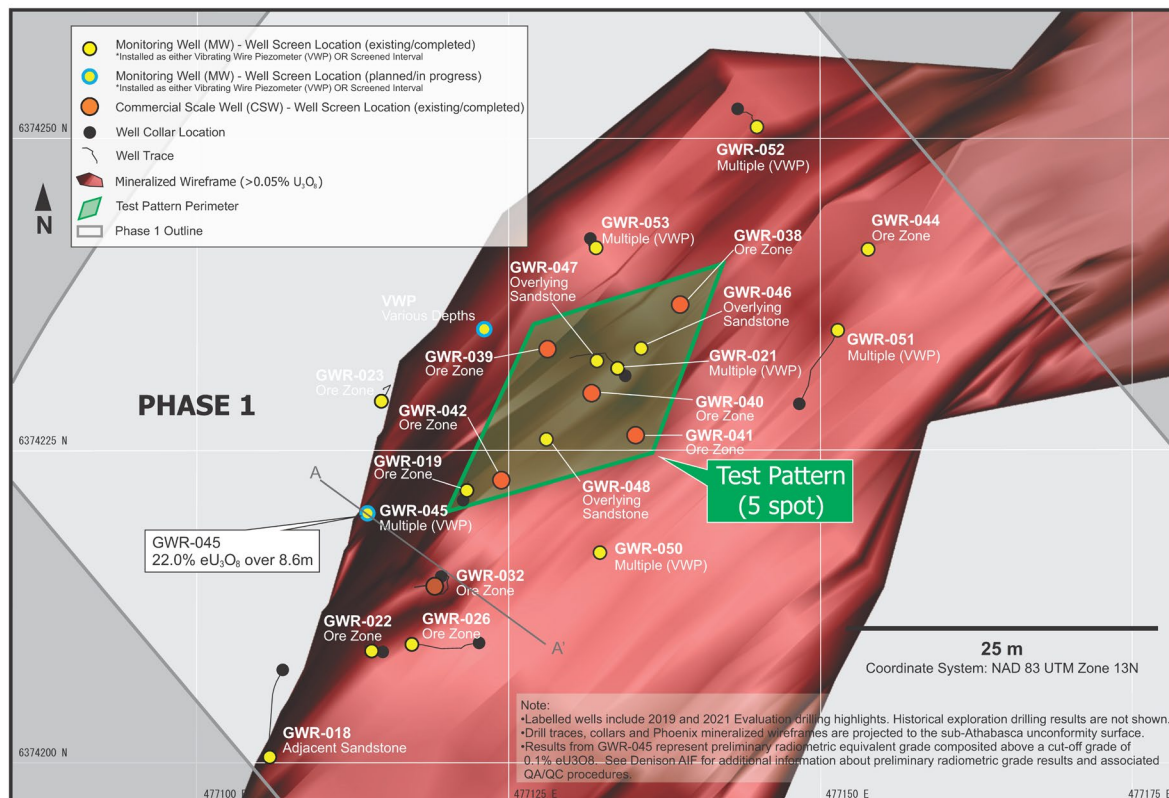 Monitoring Well (MW) - Well Screen Location (existing/completed)
*Installed as either Vibrating Wire Piezometer (VWP) OR Screened Interval
Monitoring Well (MW) - Well Screen Location (planned/in progress)
*Installed as either Vibrating Wire Piezometer (VWP) OR Screened Interval
Commercial Scale Well (CSW) - Well Screen Location (existing/completed)
Well Collar Location
Well Trace
Mineralized Wireframe (>0.05% U₃O₈)
Test Pattern Perimeter
Phase 1 Outline
N
6374250 N
6374225 N
6374200 N
GWR-052
Multiple (VWP)
GWR-053
Multiple (VWP)
GWR-044
Ore Zone
GWR-038
Ore Zone
GWR-047
Overlying
Sandstone
GWR-046
Overlying
Sandstone
VWP
Various Depths
GWR-051
Multiple (VWP)
GWR-039
Ore Zone
GWR-021
Multiple (VWP)
GWR-023
Ore Zone
PHASE 1
GWR-040
Ore Zone
GWR-042
Ore Zone
GWR-041
Ore Zone
GWR-019
Ore Zone
A
Test Pattern
(5 spot)
GWR-048
Overlying
Sandstone
GWR-045
Multiple (VWP)
GWR-045
22.0% eU₃O₈ over 8.6m
GWR-050
Multiple (VWP)
GWR-032
Ore Zone
GWR-022
Ore Zone
GWR-026
Ore Zone
A'
25 m
Coordinate System: NAD 83 UTM Zone 13N
GWR-018
Adjacent Sandstone
Note:
•Labelled wells include 2019 and 2021 Evaluation drilling highlights. Historical exploration drilling results are not shown.
•Drill traces, collars and Phoenix mineralized wireframes are projected to the sub-Athabasca unconformity surface.
•Results from GWR-045 represent preliminary radiometric equivalent grade composited above a cut-off grade of
0.1% eU3O8. See Denison AIF for additional information about preliminary radiometric grade results and associated
QA/QC procedures.
477100 E
477125 E
477150 E
477175 E